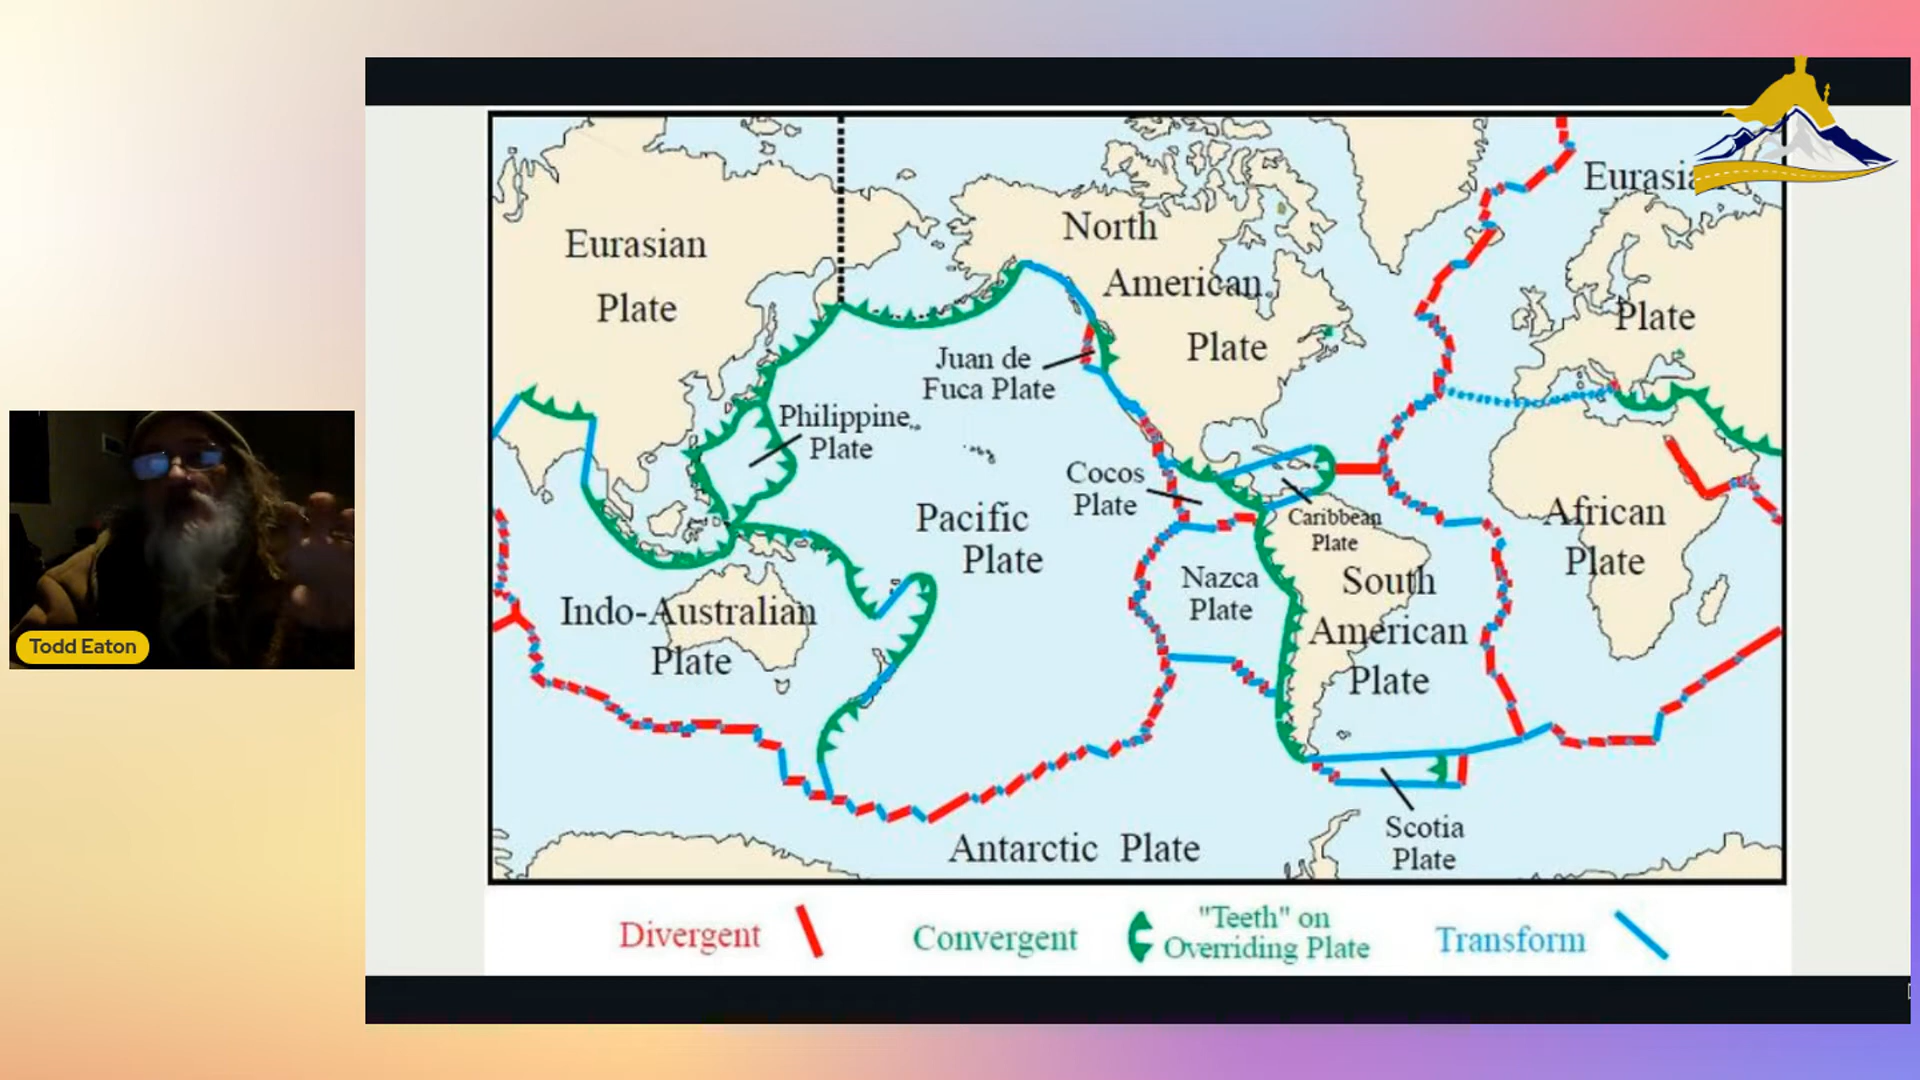 Eurasian
Plate
North
American
Plate
Eurasia
Plate
Juan de
Fuca Plate
Philippine
Plate
Cocos
Plate
Pacific
Plate
Caribbean
Plate
African
Plate
Nazca
Plate
South
American
Plate
Indo-Australian
Plate
Antarctic Plate
Scotia
Plate
Divergent
Convergent
"Teeth" on
Overriding Plate
Transform
Todd Eaton